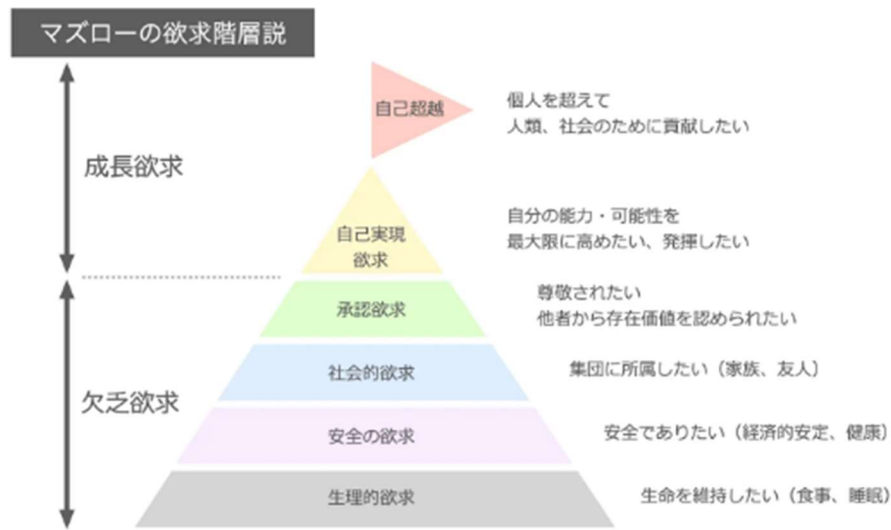 マズローの欲求階層説
自己超越
個人を超えて
人類、社会のために貢献したい
成長欲求
自己実現
欲求
自分の能力・可能性を
最大限に高めたい、発揮したい
承認欲求
尊敬されたい
他者から存在価値を認められたい
社会的欲求
集団に所属したい（家族、友人）
欠乏欲求
安全の欲求
安全でありたい（経済的安定、健康）
生理的欲求
生命を維持したい（食事、睡眠）